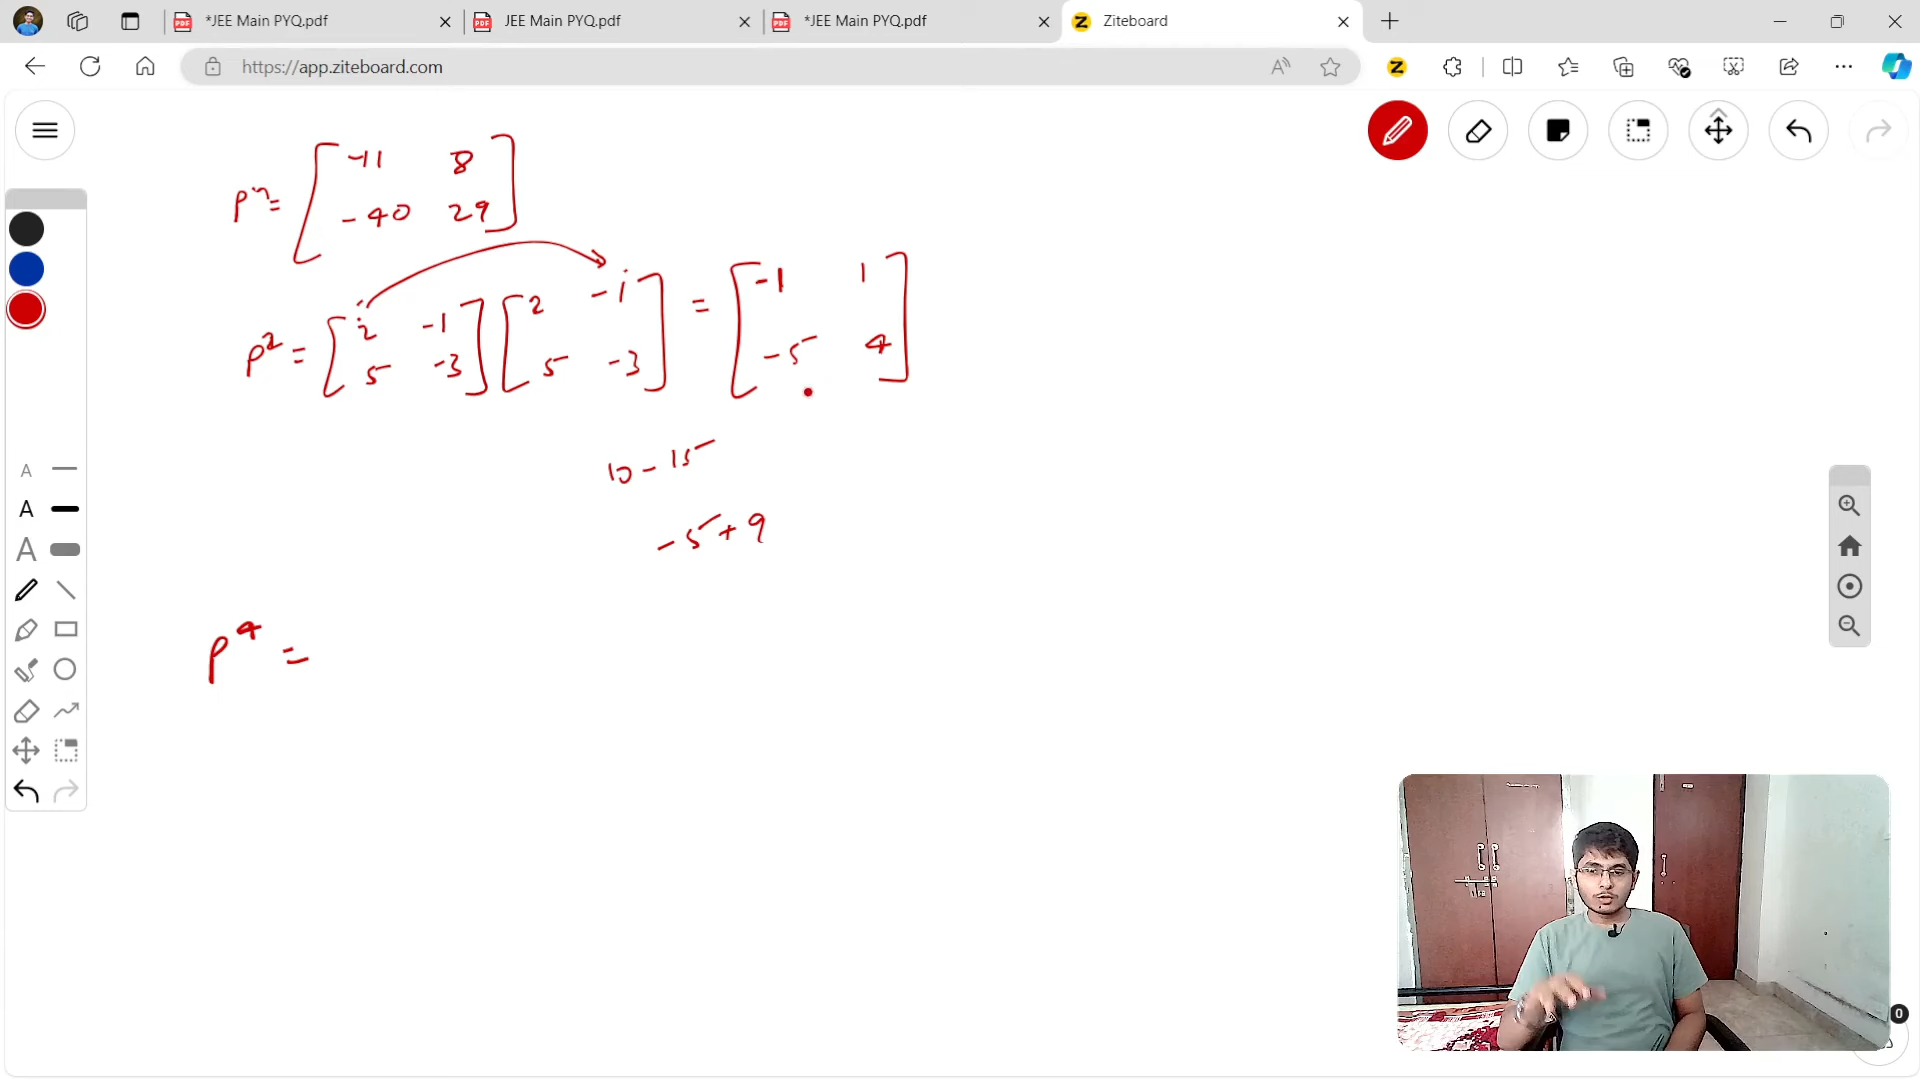 *JEE Main PYQ.pdf
JEE Main PYQ.pdf
*JEE Main PYQ.pdf
Ziteboard
https://app.ziteboard.com
pⁿ = [ -11 8
-40 29 ]
p² = [ 2 -1 ] [ 2 -1 ] = [ -1 1 ]
5 -3 5 -3 -5 4
10 - 15
-5 + 9
p⁴ =
A
A
A
0